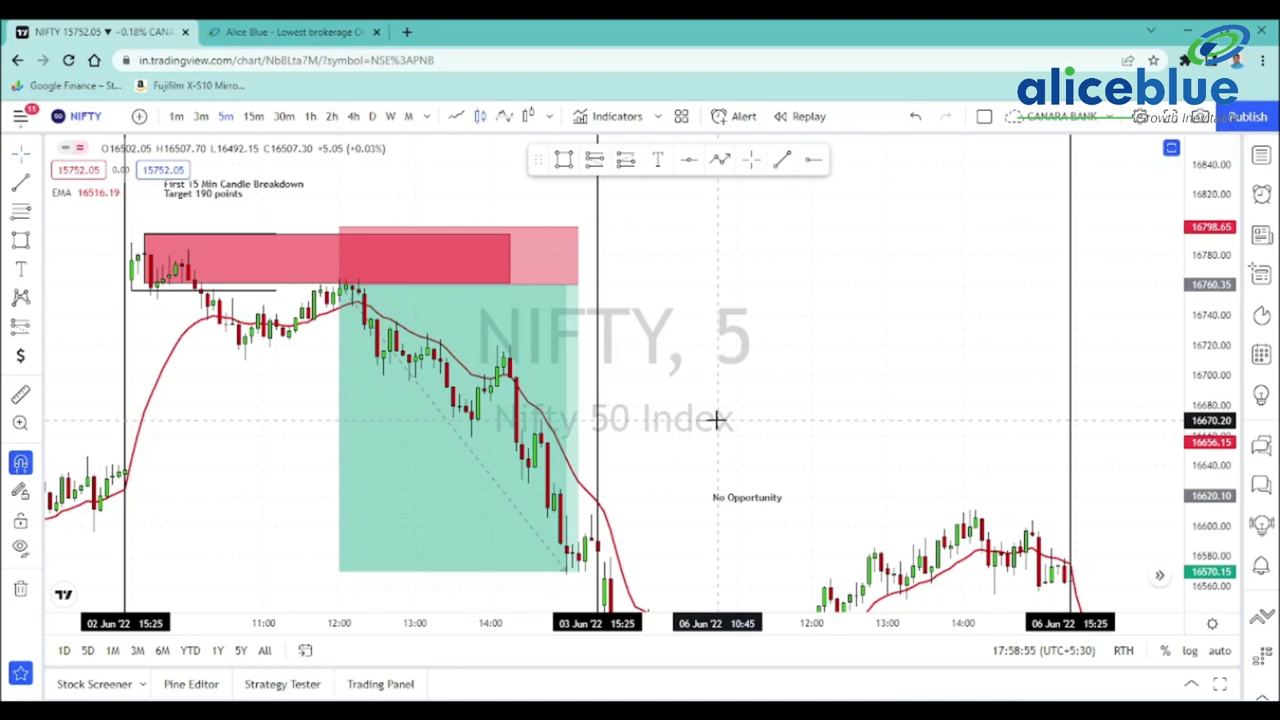 NIFTY 15752.05 ▼ −0.18% CANA
Alice Blue - Lowest brokerage O
in.tradingview.com/chart/NbBLta7M/?symbol=NSE%3APNB
Google Finance – St...
Fujifilm X-S10 Mirro...
aliceblue
11
50 NIFTY
1m 3m 5m 15m 30m 1h 2h 4h D W M
Indicators
Alert
Replay
CANARA BANK
Publish
O16502.05 H16507.70 L16492.15 C16507.30 +5.05 (+0.03%)
15752.05 0.00 15752.05
EMA 16516.19
First 15 Min Candle Breakdown
Target 190 points
NIFTY, 5
Nifty 50 Index
No Opportunity
16840.00
16820.00
16798.65
16780.00
16760.35
16740.00
16720.00
16700.00
16680.00
16670.20
16656.15
16640.00
16620.10
16600.00
16580.00
16570.15
16560.00
02 Jun '22 15:25
11:00
12:00
13:00
14:00
03 Jun '22 15:25
06 Jun '22 10:45
12:00
13:00
14:00
06 Jun '22 15:25
1D 5D 1M 3M 6M YTD 1Y 5Y All
17:58:55 (UTC+5:30)
RTH
% log auto
Stock Screener
Pine Editor
Strategy Tester
Trading Panel